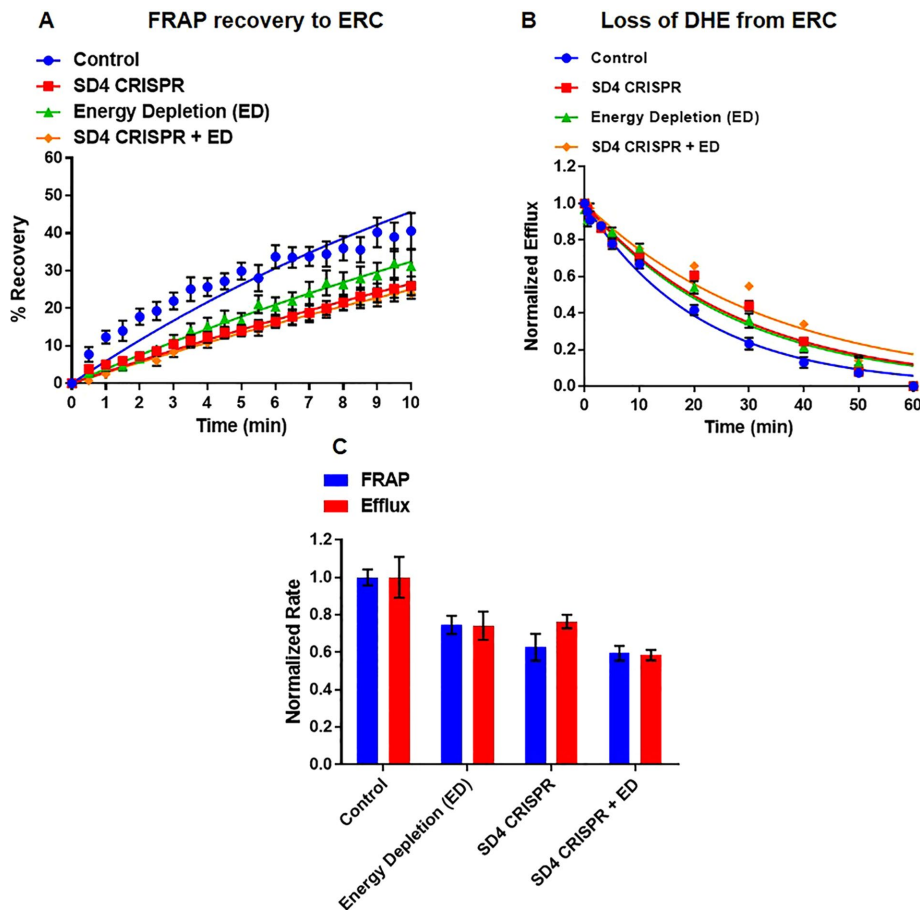 A FRAP recovery to ERC
Control
SD4 CRISPR
Energy Depletion (ED)
SD4 CRISPR + ED
60
50
40
30
20
10
0
% Recovery
0 1 2 3 4 5 6 7 8 9 10
Time (min)
B Loss of DHE from ERC
Control
SD4 CRISPR
Energy Depletion (ED)
SD4 CRISPR + ED
1.2
1.0
0.8
0.6
0.4
0.2
0.0
Normalized Efflux
0 10 20 30 40 50 60
Time (min)
C
FRAP
Efflux
1.2
1.0
0.8
0.6
0.4
0.2
0.0
Normalized Rate
Control
Energy Depletion (ED)
SD4 CRISPR
SD4 CRISPR + ED